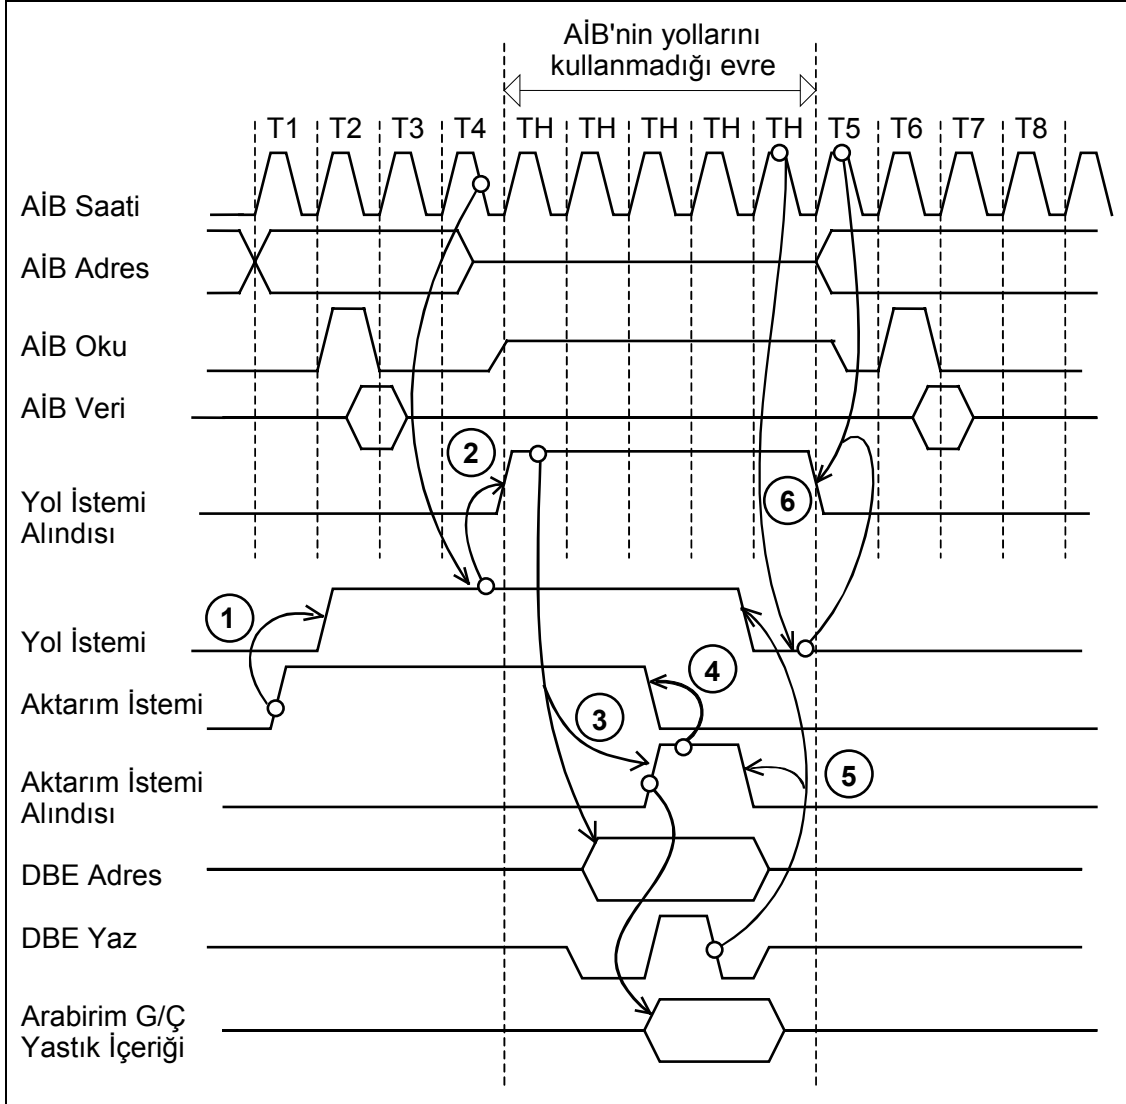 AİB'nin yollarını
kullanmadığı evre
T1 T2 T3 T4 TH TH TH TH TH T5 T6 T7 T8
AİB Saati
AİB Adres
AİB Oku
AİB Veri
2
Yol İstemi
Alındısı
6
1
Yol İstemi
4
Aktarım İstemi
3
Aktarım İstemi
Alındısı
5
DBE Adres
DBE Yaz
Arabirim G/Ç
Yastık İçeriği